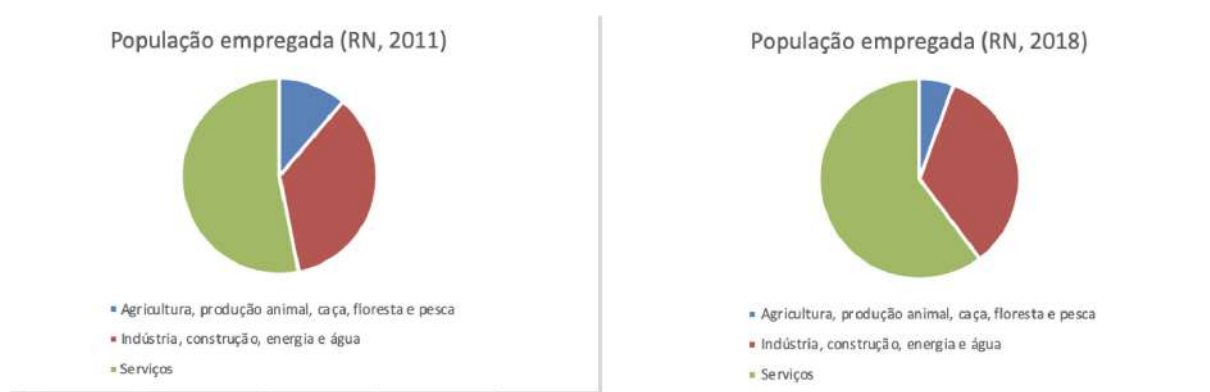 População empregada (RN, 2011)
Agricultura, produção animal, caça, floresta e pesca
Indústria, construção, energia e água
Serviços
População empregada (RN, 2018)
Agricultura, produção animal, caça, floresta e pesca
Indústria, construção, energia e água
Serviços